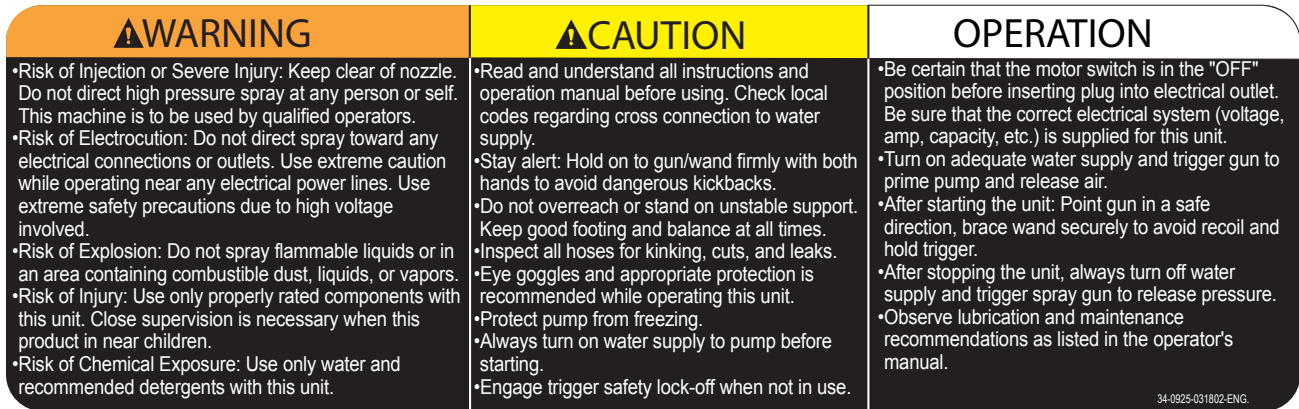 ⚠WARNING
•Risk of Injection or Severe Injury: Keep clear of nozzle.
Do not direct high pressure spray at any person or self.
This machine is to be used by qualified operators.
•Risk of Electrocution: Do not direct spray toward any
electrical connections or outlets. Use extreme caution
while operating near any electrical power lines. Use
extreme safety precautions due to high voltage
involved.
•Risk of Explosion: Do not spray flammable liquids or in
an area containing combustible dust, liquids, or vapors.
•Risk of Injury: Use only properly rated components with
this unit. Close supervision is necessary when this
product in near children.
•Risk of Chemical Exposure: Use only water and
recommended detergents with this unit.
⚠CAUTION
•Read and understand all instructions and
operation manual before using. Check local
codes regarding cross connection to water
supply.
•Stay alert: Hold on to gun/wand firmly with both
hands to avoid dangerous kickbacks.
•Do not overreach or stand on unstable support.
Keep good footing and balance at all times.
•Inspect all hoses for kinking, cuts, and leaks.
•Eye goggles and appropriate protection is
recommended while operating this unit.
•Protect pump from freezing.
•Always turn on water supply to pump before
starting.
•Engage trigger safety lock-off when not in use.
OPERATION
•Be certain that the motor switch is in the "OFF"
position before inserting plug into electrical outlet.
Be sure that the correct electrical system (voltage,
amp, capacity, etc.) is supplied for this unit.
•Turn on adequate water supply and trigger gun to
prime pump and release air.
•After starting the unit: Point gun in a safe
direction, brace wand securely to avoid recoil and
hold trigger.
•After stopping the unit, always turn off water
supply and trigger spray gun to release pressure.
•Observe lubrication and maintenance
recommendations as listed in the operator's
manual.
34-0925-031802-ENG.